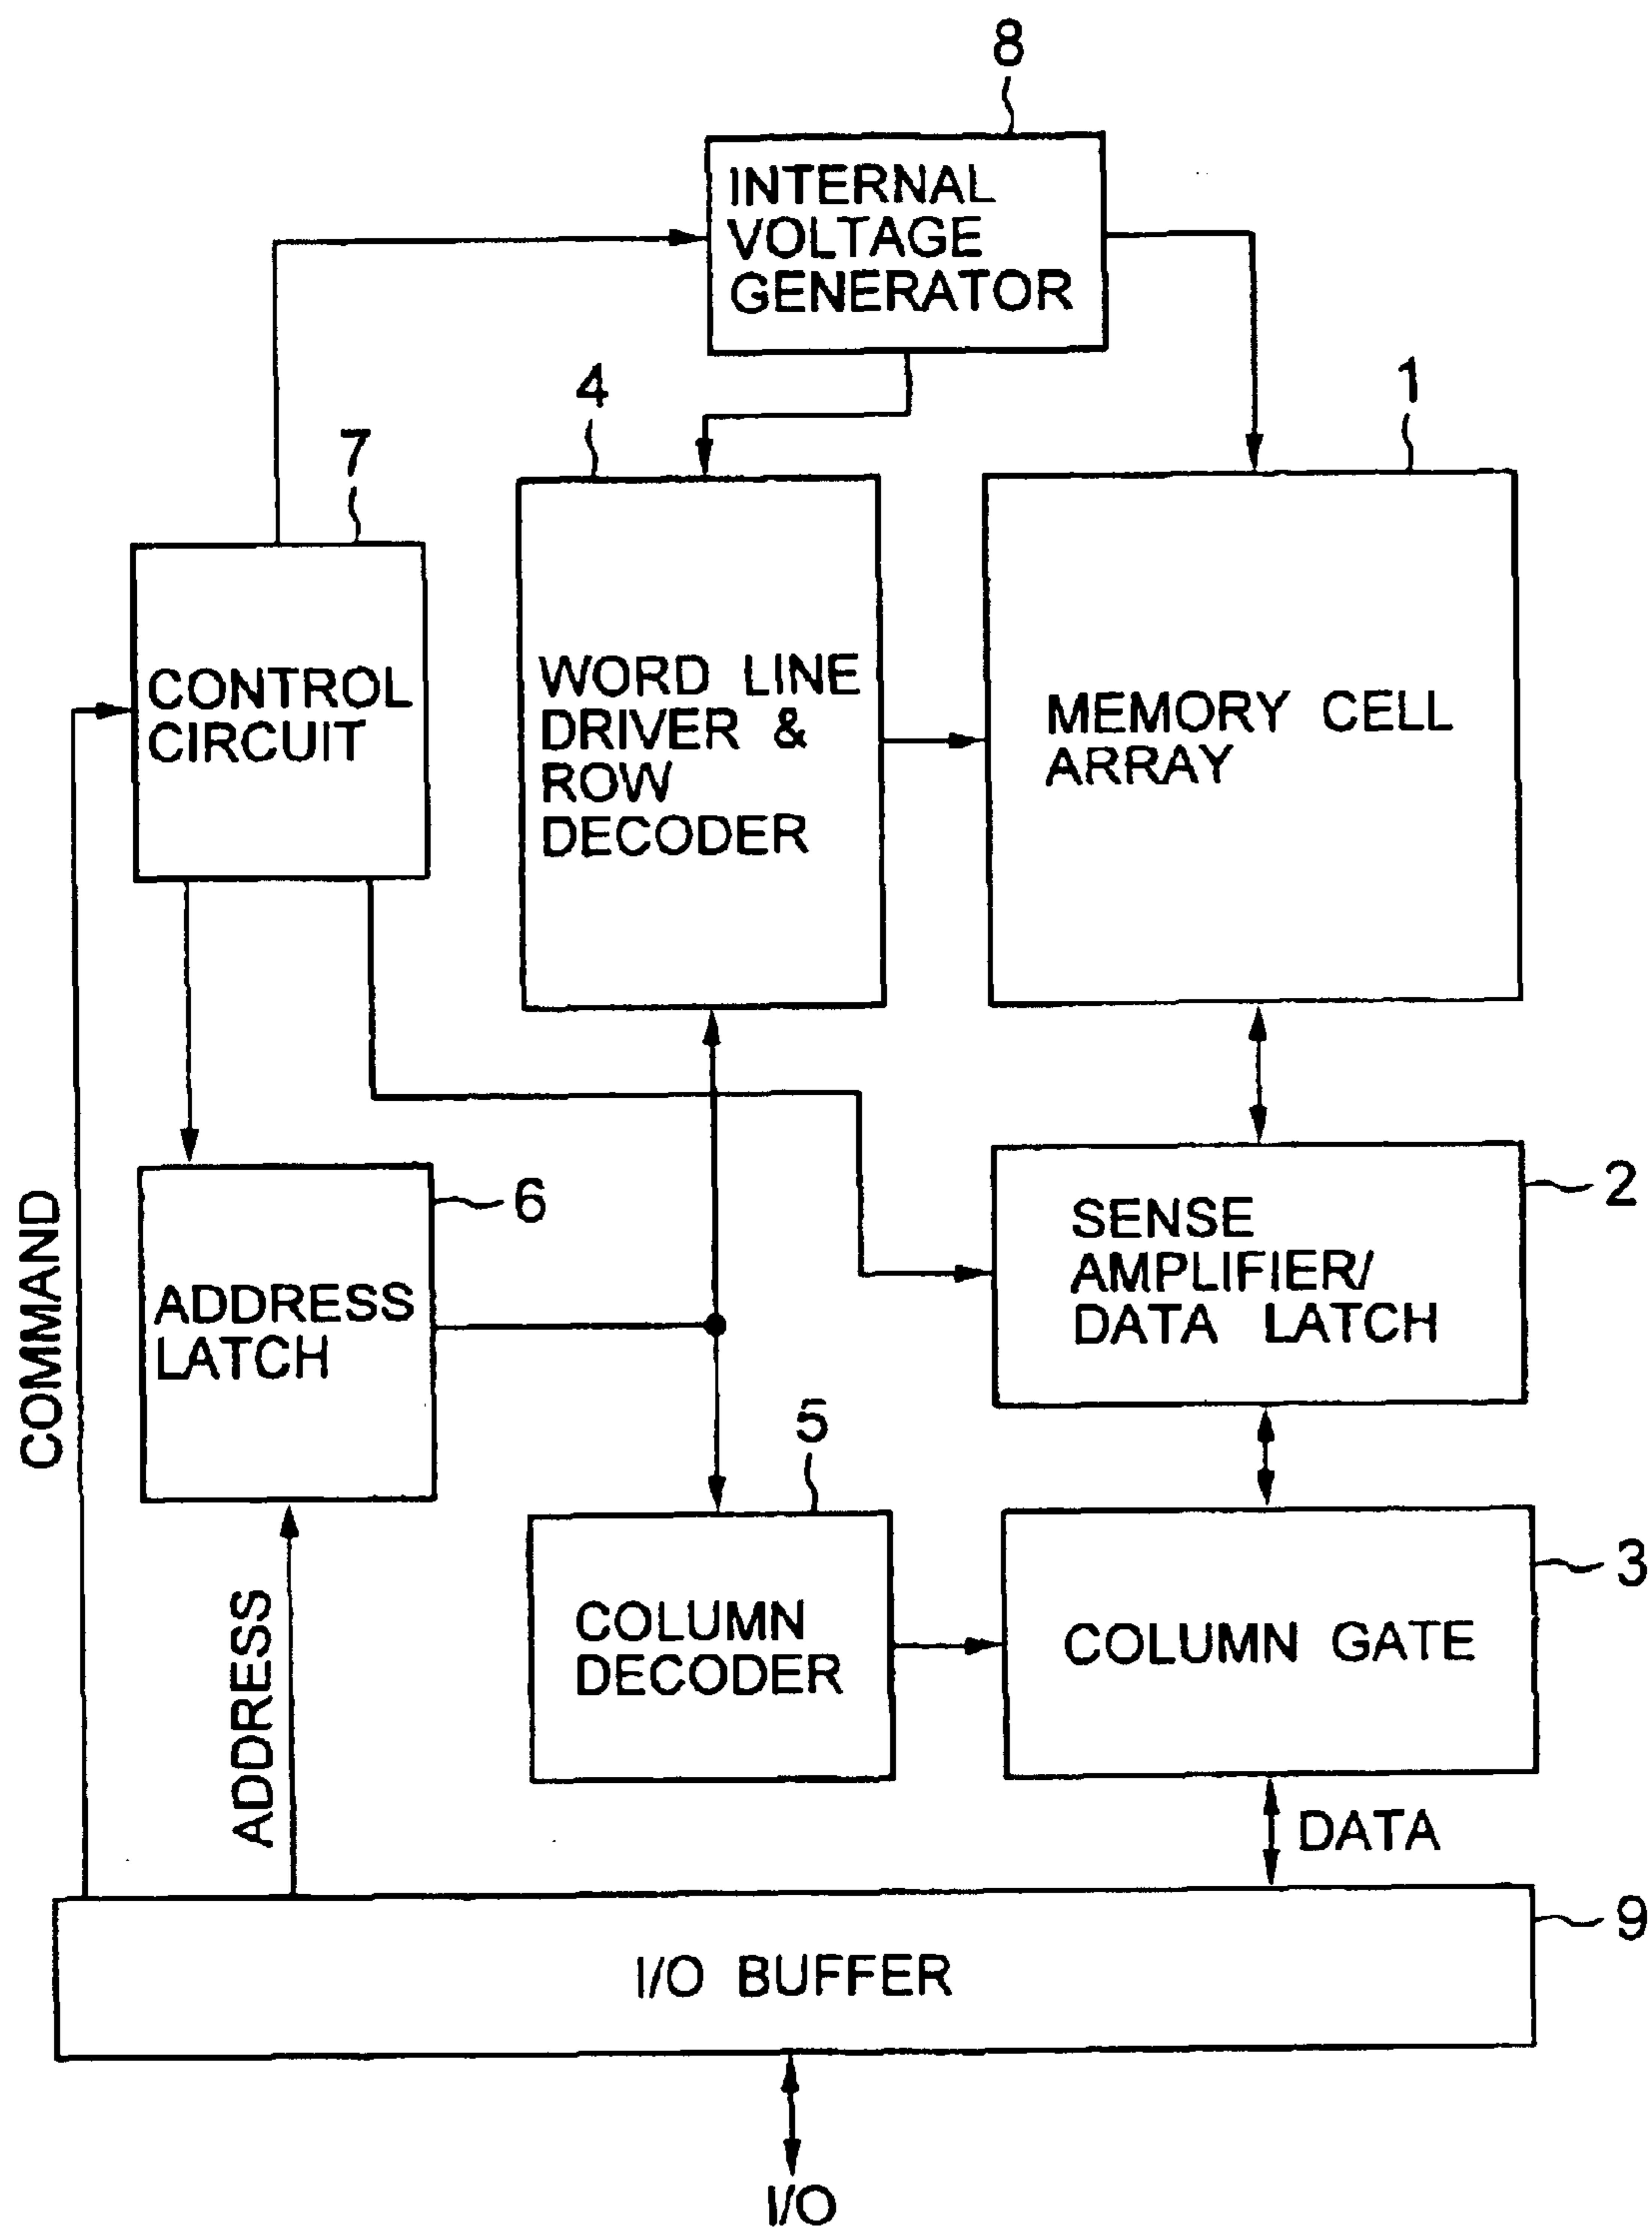 8
INTERNAL
VOLTAGE
GENERATOR
4
1
7
CONTROL
CIRCUIT
WORD LINE
DRIVER &
ROW
DECODER
MEMORY CELL
ARRAY
COMMAND
6
ADDRESS
LATCH
2
SENSE
AMPLIFIER/
DATA LATCH
5
COLUMN
DECODER
3
COLUMN GATE
ADDRESS
DATA
9
I/O BUFFER
I/O